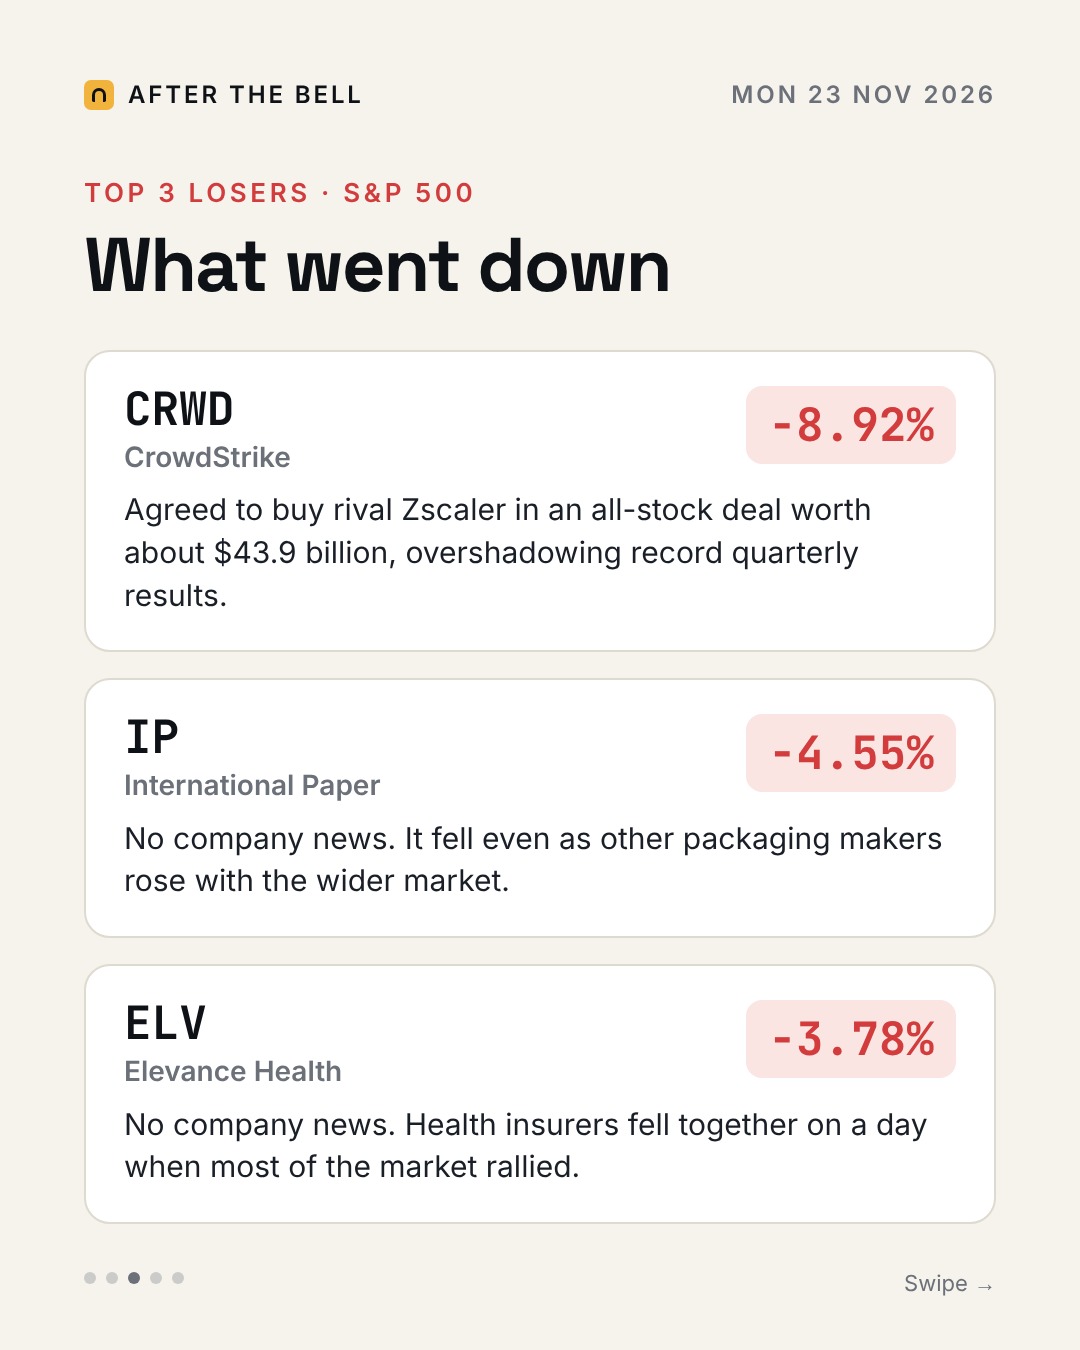 AFTER THE BELL
MON 23 NOV 2026
TOP 3 LOSERS · S&P 500
What went down
CRWD
-8.92%
CrowdStrike
Agreed to buy rival Zscaler in an all-stock deal worth
about $43.9 billion, overshadowing record quarterly
results.
IP
-4.55%
International Paper
No company news. It fell even as other packaging makers
rose with the wider market.
ELV
-3.78%
Elevance Health
No company news. Health insurers fell together on a day
when most of the market rallied.
Swipe →